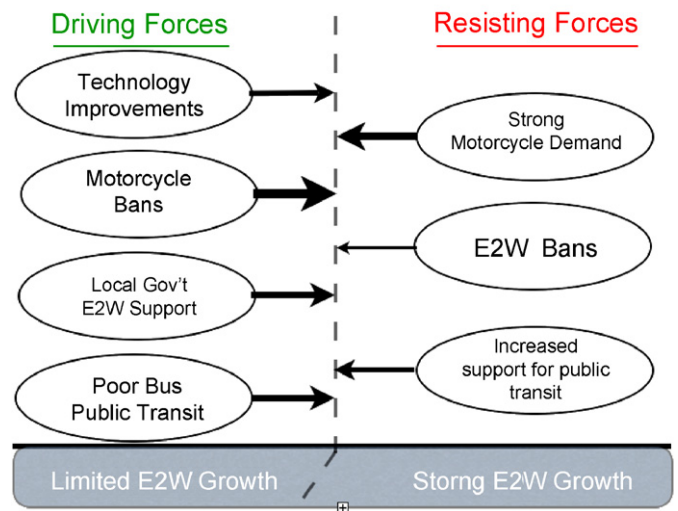 Driving Forces
Resisting Forces
Technology
Improvements
Strong
Motorcycle Demand
Motorcycle
Bans
E2W Bans
Local Gov't
E2W Support
Increased
support for public
transit
Poor Bus
Public Transit
Limited E2W Growth
Storng E2W Growth